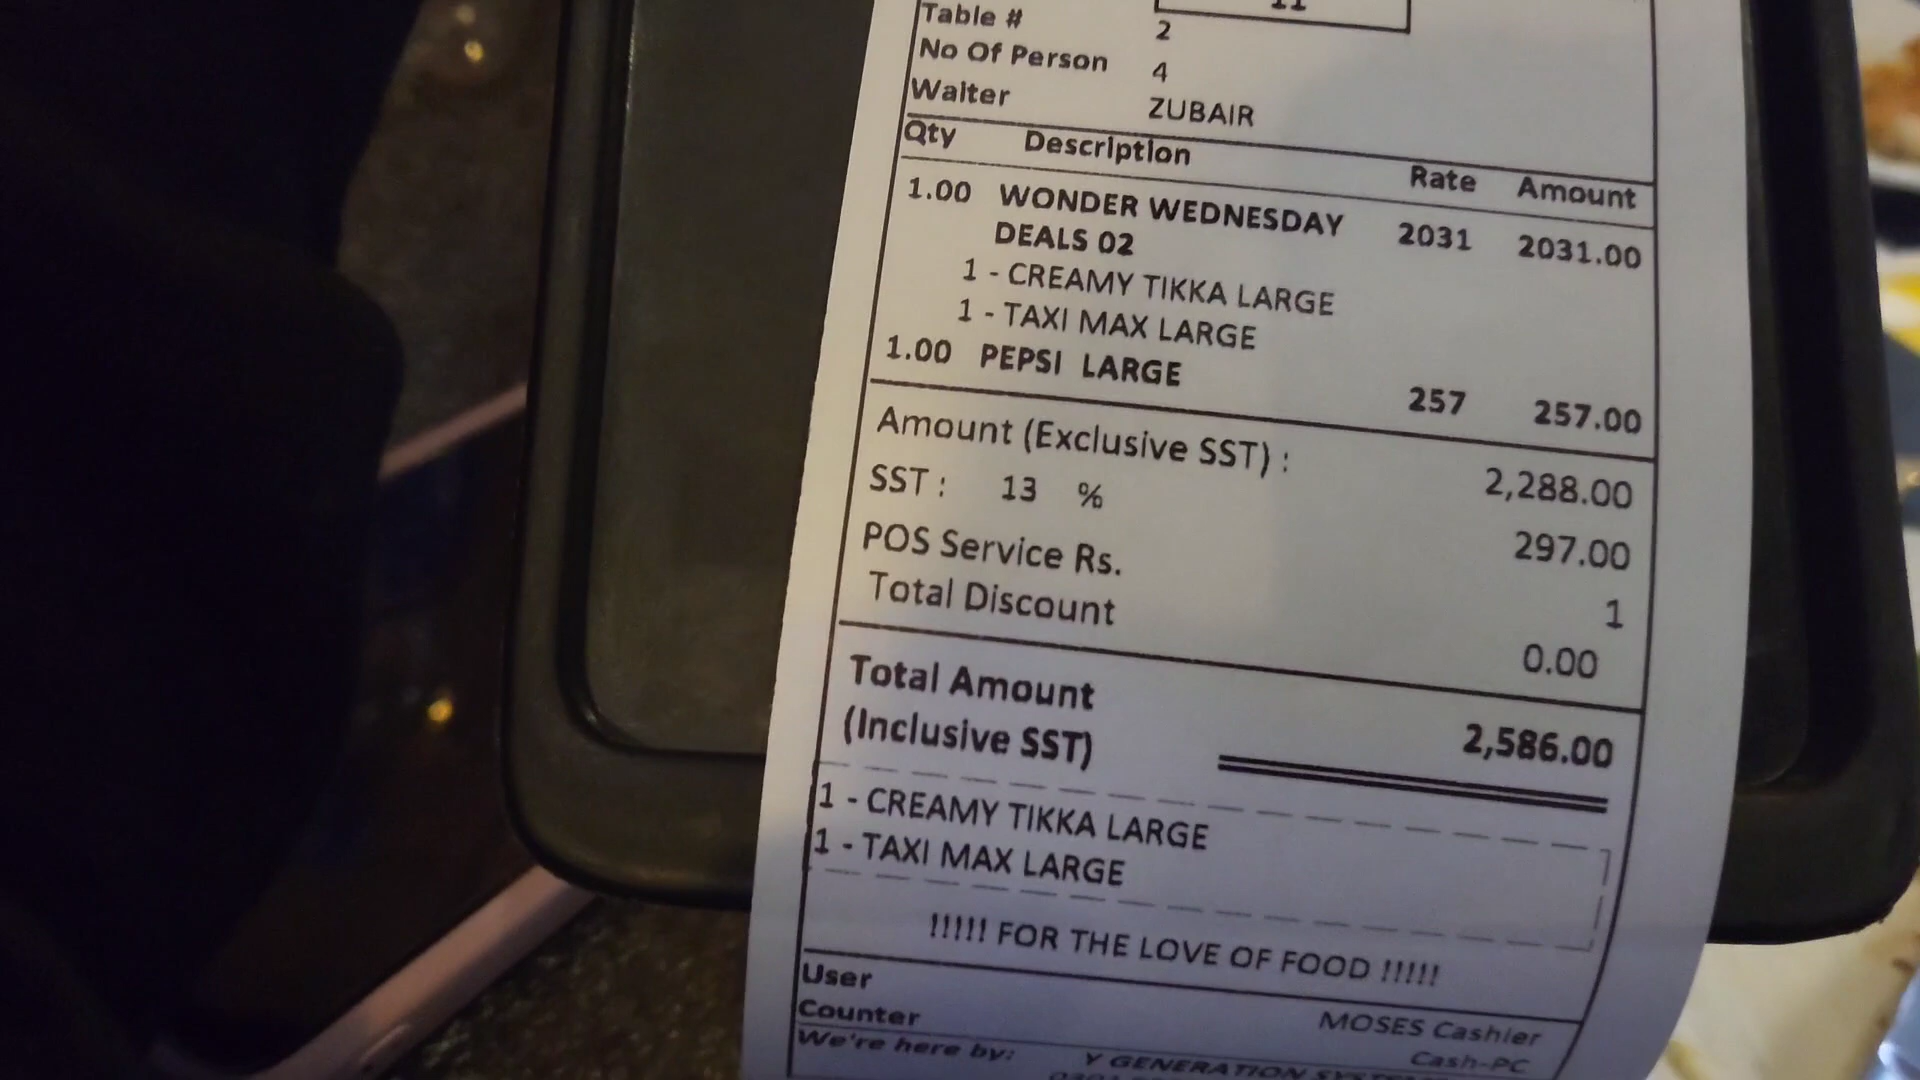 11
Table # 2
No Of Person 4
Waiter ZUBAIR
Qty Description Rate Amount
1.00 WONDER WEDNESDAY 2031 2031.00
DEALS 02
1 - CREAMY TIKKA LARGE
1 - TAXI MAX LARGE
1.00 PEPSI LARGE 257 257.00
Amount (Exclusive SST) : 2,288.00
SST : 13 % 297.00
POS Service Rs. 1
Total Discount 0.00
Total Amount
(Inclusive SST) 2,586.00
1 - CREAMY TIKKA LARGE
1 - TAXI MAX LARGE
!!!!! FOR THE LOVE OF FOOD !!!!!
User MOSES Cashier
Counter Cash-PC
We're here by: Y GENERATION